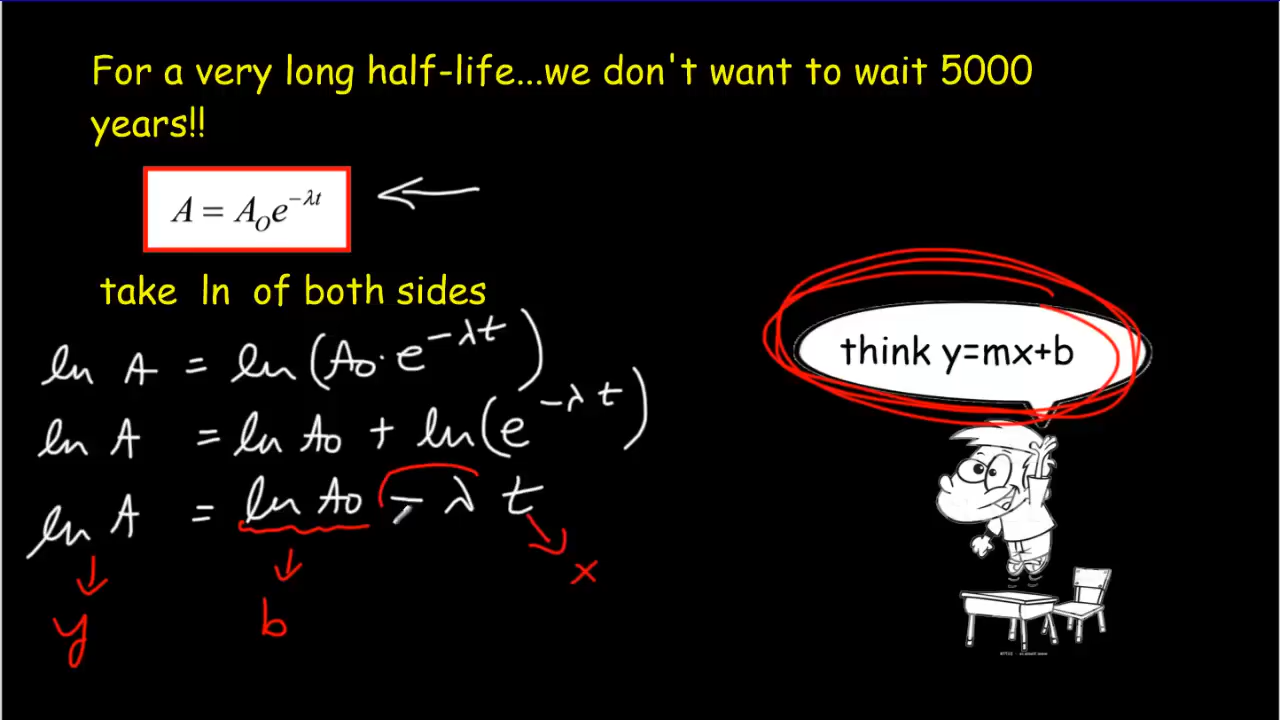 For a very long half-life...we don't want to wait 5000
years!!
A = A₀e^{-λt}
take ln of both sides
ln A = ln(A₀·e^{-λt})
ln A = ln A₀ + ln(e^{-λt})
ln A = ln A₀ - λ t
y b x
think y=mx+b